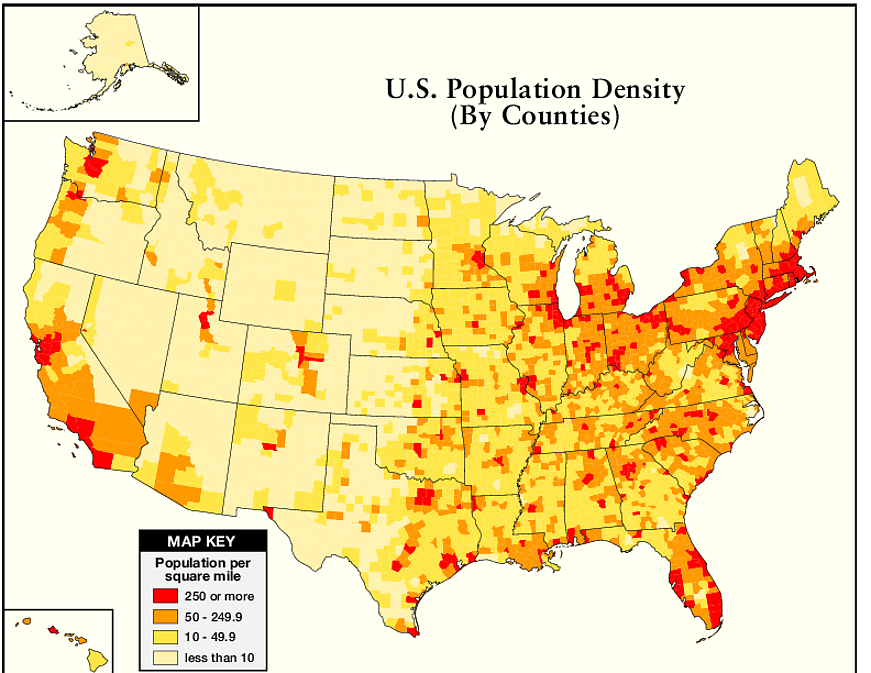 U.S. Population Density
(By Counties)
MAP KEY
Population per
square mile
250 or more
50 - 249.9
10 - 49.9
less than 10